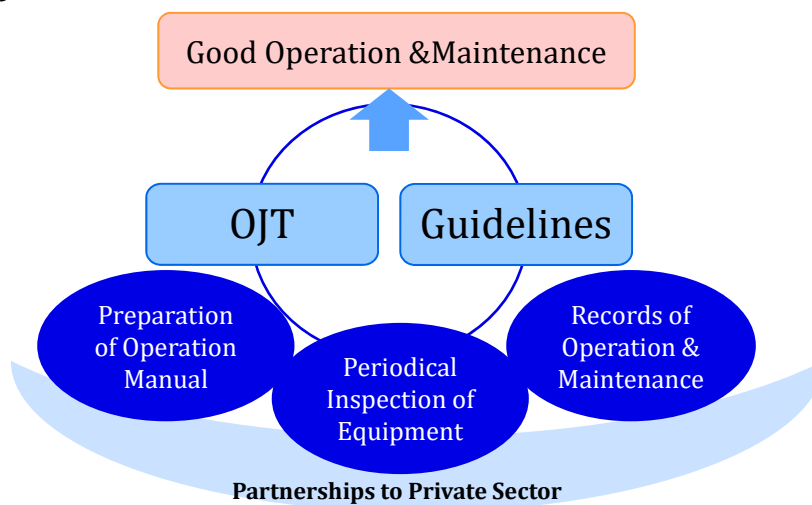 Good Operation &Maintenance
OJT
Guidelines
Preparation
of Operation
Manual
Periodical
Inspection of
Equipment
Records of
Operation &
Maintenance
Partnerships to Private Sector